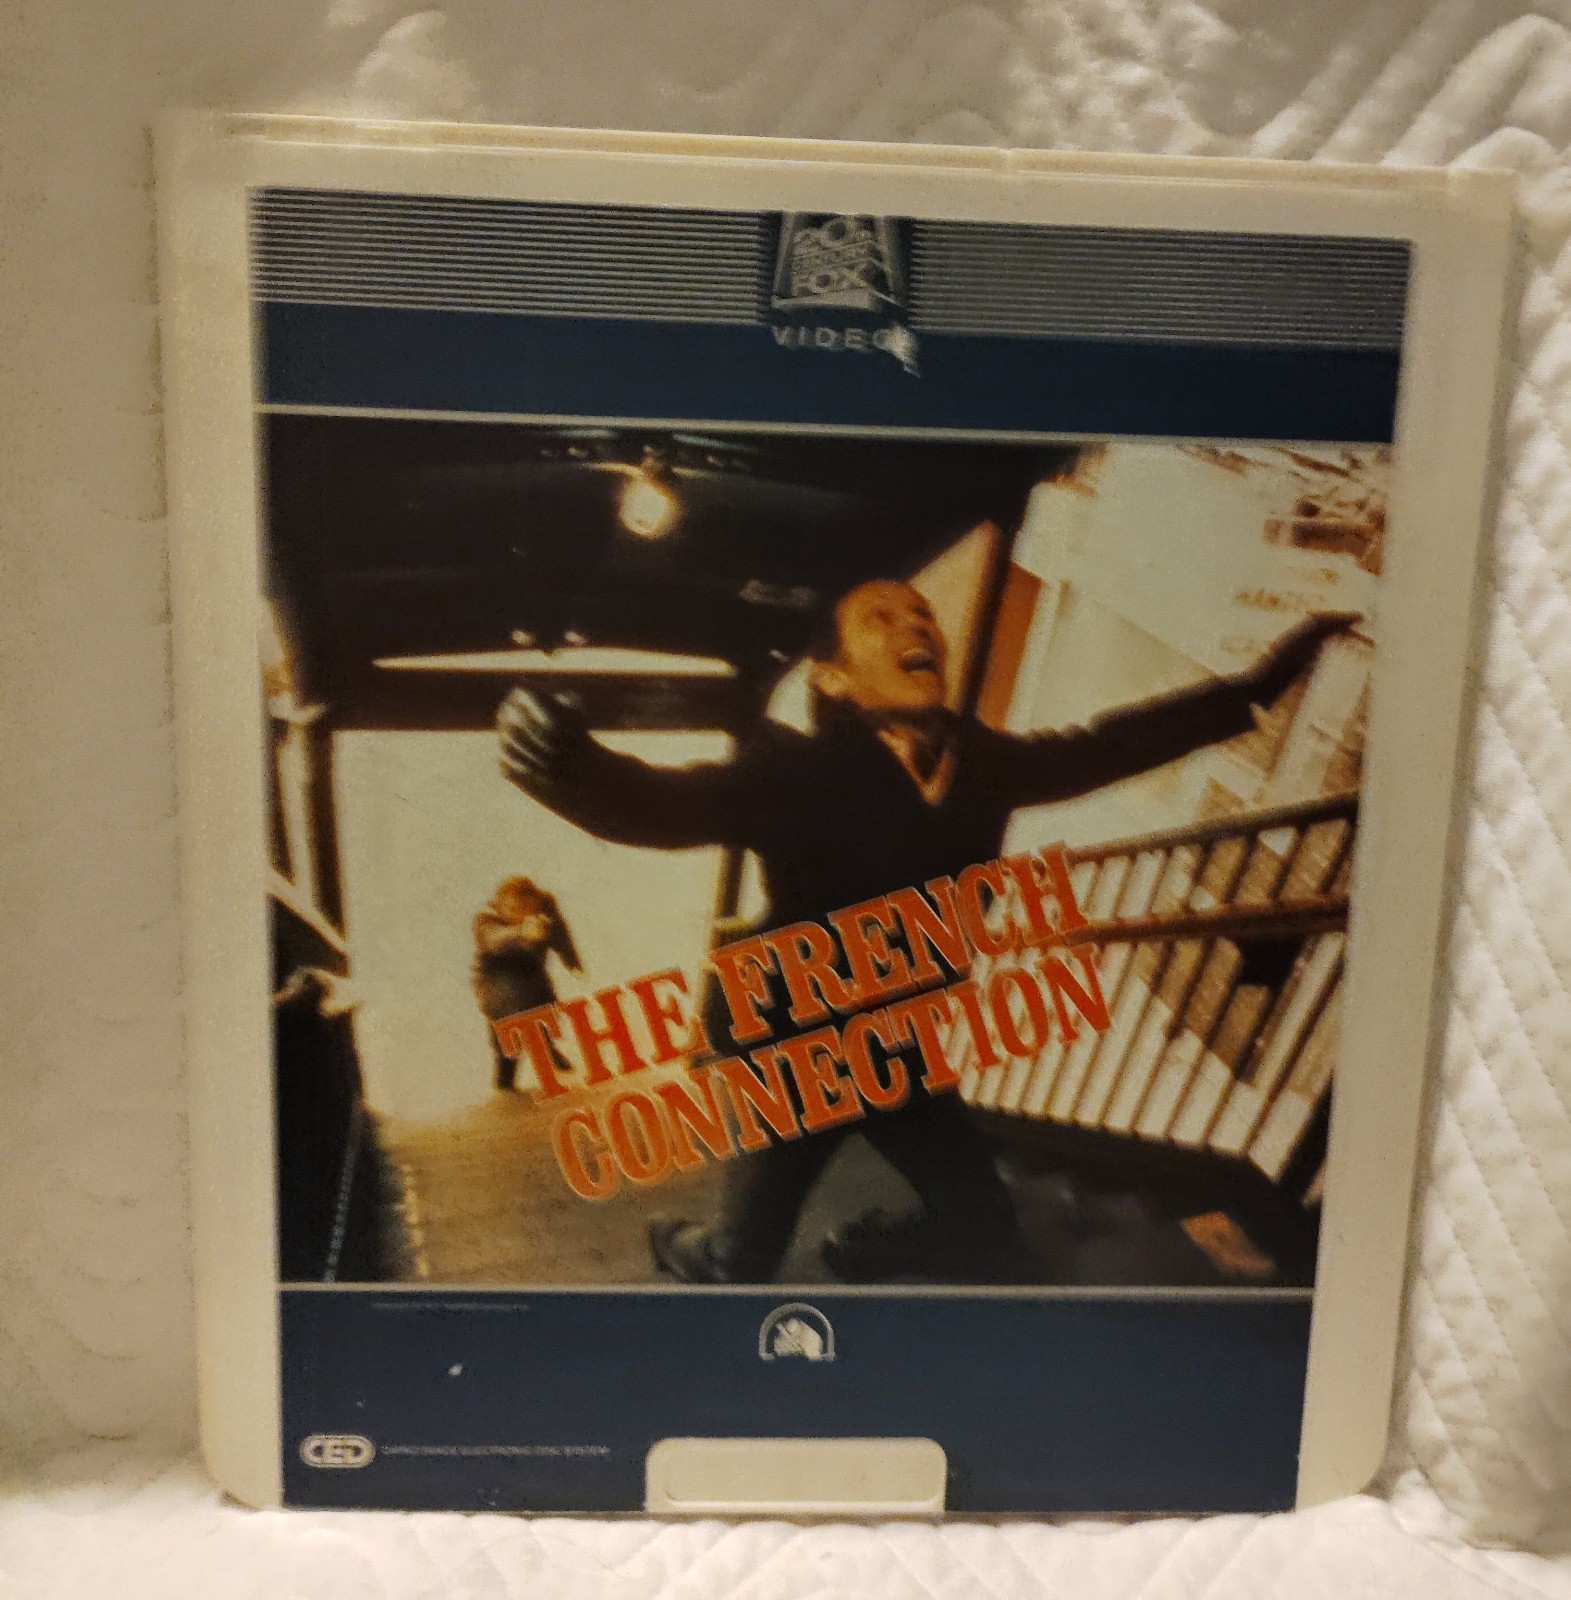 20th
CENTURY
FOX
VIDEO
THE FRENCH
CONNECTION
CED
CAPACITANCE ELECTRONIC DISC SYSTEM